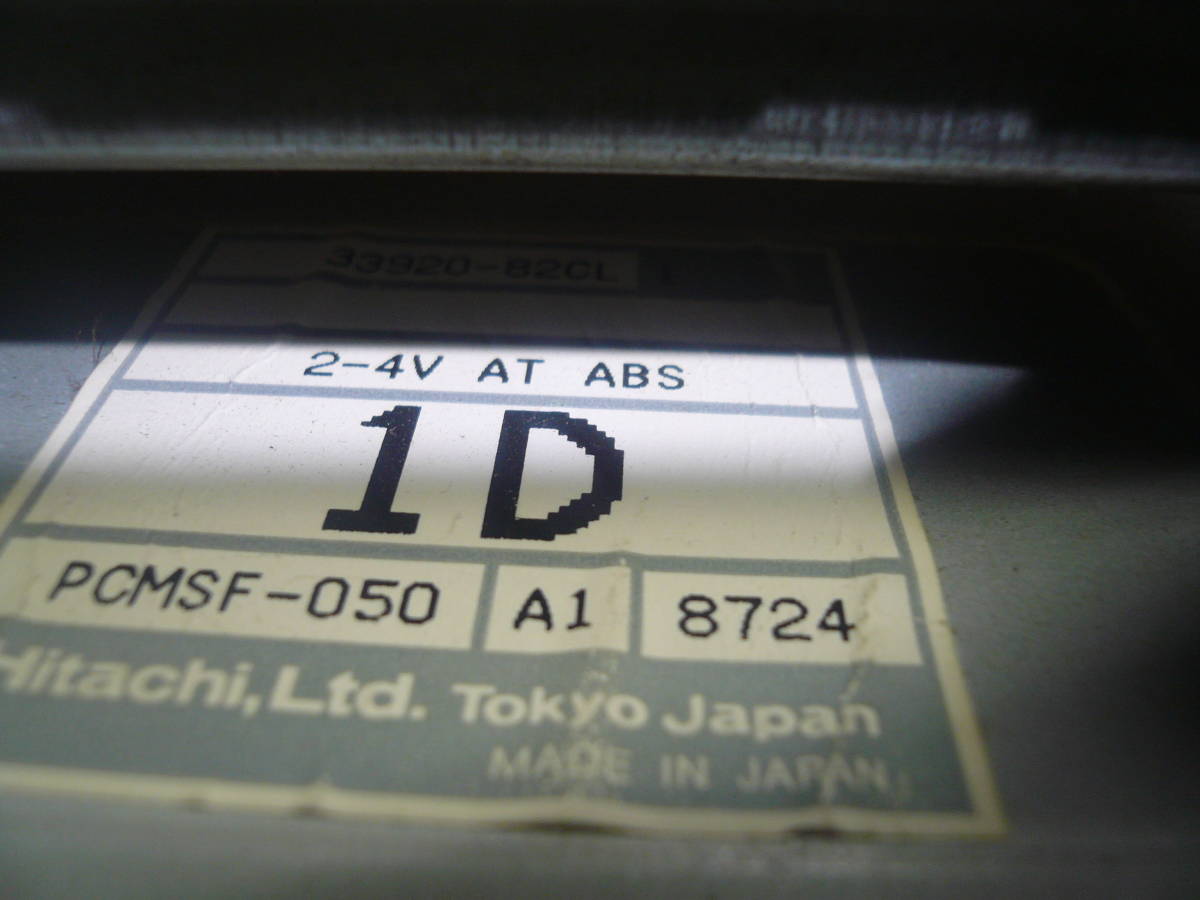 33920-82CL
2-4V AT ABS
1D
PCMSF-050 A1 8724
Hitachi,Ltd. Tokyo Japan
MADE IN JAPAN